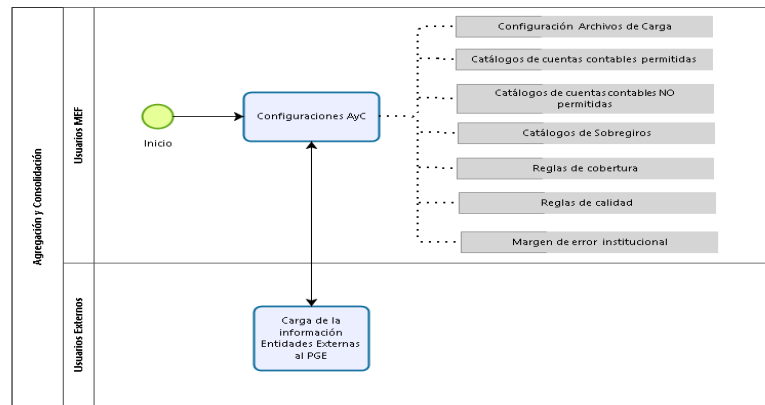 Agregación y Consolidación
Usuarios MEF
Inicio
Configuraciones AyC
Configuración Archivos de Carga
Catálogos de cuentas contables permitidas
Catálogos de cuentas contables NO
permitidas
Catálogos de Sobregiros
Reglas de cobertura
Reglas de calidad
Margen de error institucional
Usuarios Externos
Carga de la
información
Entidades Externas
al PGE